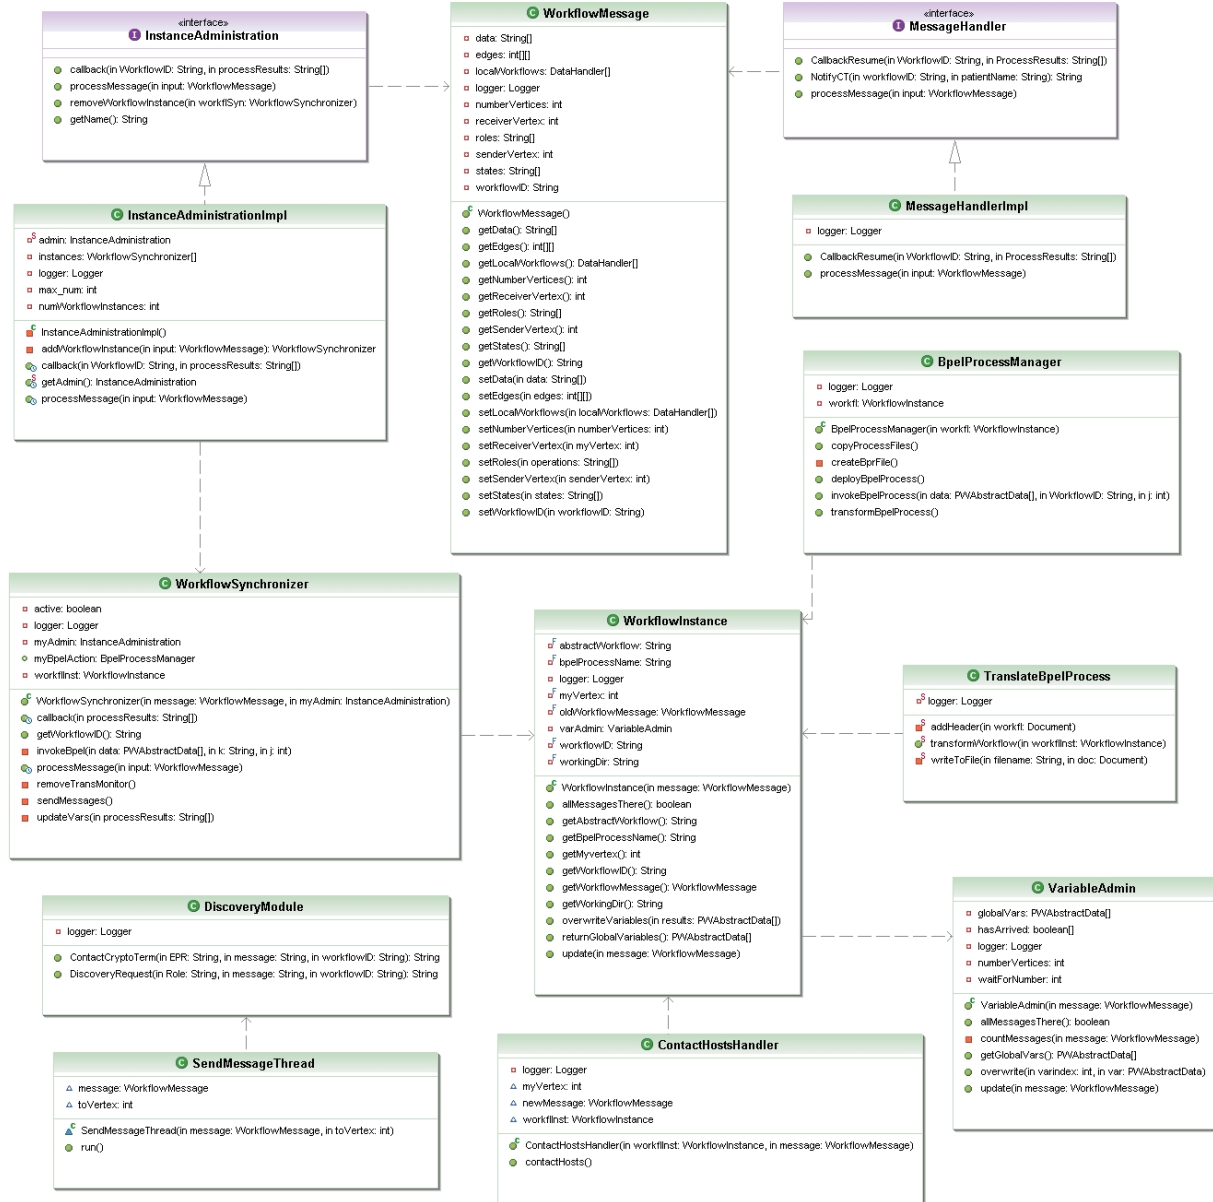 «interface»
InstanceAdministration
callback(in WorkflowID: String, in processResults: String[])
processMessage(in input: WorkflowMessage)
removeWorkflowInstance(in workflSyn: WorkflowSynchronizer)
getName(): String
WorkflowMessage
data: String[]
edges: int[][]
localWorkflows: DataHandler[]
logger: Logger
numberVertices: int
receiverVertex: int
roles: String[]
senderVertex: int
states: String[]
workflowID: String
WorkflowMessage()
getData(): String[]
getEdges(): int[][]
getLocalWorkflows(): DataHandler[]
getNumberVertices(): int
getReceiverVertex(): int
getRoles(): String[]
getSenderVertex(): int
getStates(): String[]
getWorkflowID(): String
setData(in data: String[])
setEdges(in edges: int[][])
setLocalWorkflows(in localWorkflows: DataHandler[])
setNumberVertices(in numberVertices: int)
setReceiverVertex(in myVertex: int)
setRoles(in operations: String[])
setSenderVertex(in senderVertex: int)
setStates(in states: String[])
setWorkflowID(in workflowID: String)
«interface»
MessageHandler
CallbackResume(in WorkflowID: String, in ProcessResults: String[])
NotifyCT(in workflowID: String, in patientName: String): String
processMessage(in input: WorkflowMessage)
InstanceAdministrationImpl
admin: InstanceAdministration
instances: WorkflowSynchronizer[]
logger: Logger
max_num: int
numWorkflowInstances: int
InstanceAdministrationImpl()
addWorkflowInstance(in input: WorkflowMessage): WorkflowSynchronizer
callback(in WorkflowID: String, in processResults: String[])
getAdmin(): InstanceAdministration
processMessage(in input: WorkflowMessage)
MessageHandlerImpl
logger: Logger
CallbackResume(in WorkflowID: String, in ProcessResults: String[])
processMessage(in input: WorkflowMessage)
BpelProcessManager
logger: Logger
workfl: WorkflowInstance
BpelProcessManager(in workfl: WorkflowInstance)
copyProcessFiles()
createBprFile()
deployBpelProcess()
invokeBpelProcess(in data: PWAbstractData[], in WorkflowID: String, in j: int)
transformBpelProcess()
WorkflowSynchronizer
active: boolean
logger: Logger
myAdmin: InstanceAdministration
myBpelAction: BpelProcessManager
workflInst: WorkflowInstance
WorkflowSynchronizer(in message: WorkflowMessage, in myAdmin: InstanceAdministration)
callback(in processResults: String[])
getWorkflowID(): String
invokeBpel(in data: PWAbstractData[], in k: String, in j: int)
processMessage(in input: WorkflowMessage)
removeTransMonitor()
sendMessages()
updateVars(in processResults: String[])
WorkflowInstance
abstractWorkflow: String
bpelProcessName: String
logger: Logger
myVertex: int
oldWorkflowMessage: WorkflowMessage
varAdmin: VariableAdmin
workflowID: String
workingDir: String
WorkflowInstance(in message: WorkflowMessage)
allMessagesThere(): boolean
getAbstractWorkflow(): String
getBpelProcessName(): String
getMyvertex(): int
getWorkflowID(): String
getWorkflowMessage(): WorkflowMessage
getWorkingDir(): String
overwriteVariables(in results: PWAbstractData[])
returnGlobalVariables(): PWAbstractData[]
update(in message: WorkflowMessage)
TranslateBpelProcess
logger: Logger
addHeader(in workfl: Document)
transformWorkflow(in workflInst: WorkflowInstance)
writeToFile(in filename: String, in doc: Document)
DiscoveryModule
logger: Logger
ContactCryptoTerm(in EPR: String, in message: String, in workflowID: String): String
DiscoveryRequest(in Role: String, in message: String, in workflowID: String): String
VariableAdmin
globalVars: PWAbstractData[]
hasArrived: boolean[]
logger: Logger
numberVertices: int
waitForNumber: int
VariableAdmin(in message: WorkflowMessage)
allMessagesThere(): boolean
countMessages(in message: WorkflowMessage)
getGlobalVars(): PWAbstractData[]
overwrite(in varindex: int, in var: PWAbstractData)
update(in message: WorkflowMessage)
SendMessageThread
message: WorkflowMessage
toVertex: int
SendMessageThread(in message: WorkflowMessage, in toVertex: int)
run()
ContactHostsHandler
logger: Logger
myVertex: int
newMessage: WorkflowMessage
workflInst: WorkflowInstance
ContactHostsHandler(in workflInst: WorkflowInstance, in message: WorkflowMessage)
contactHosts()